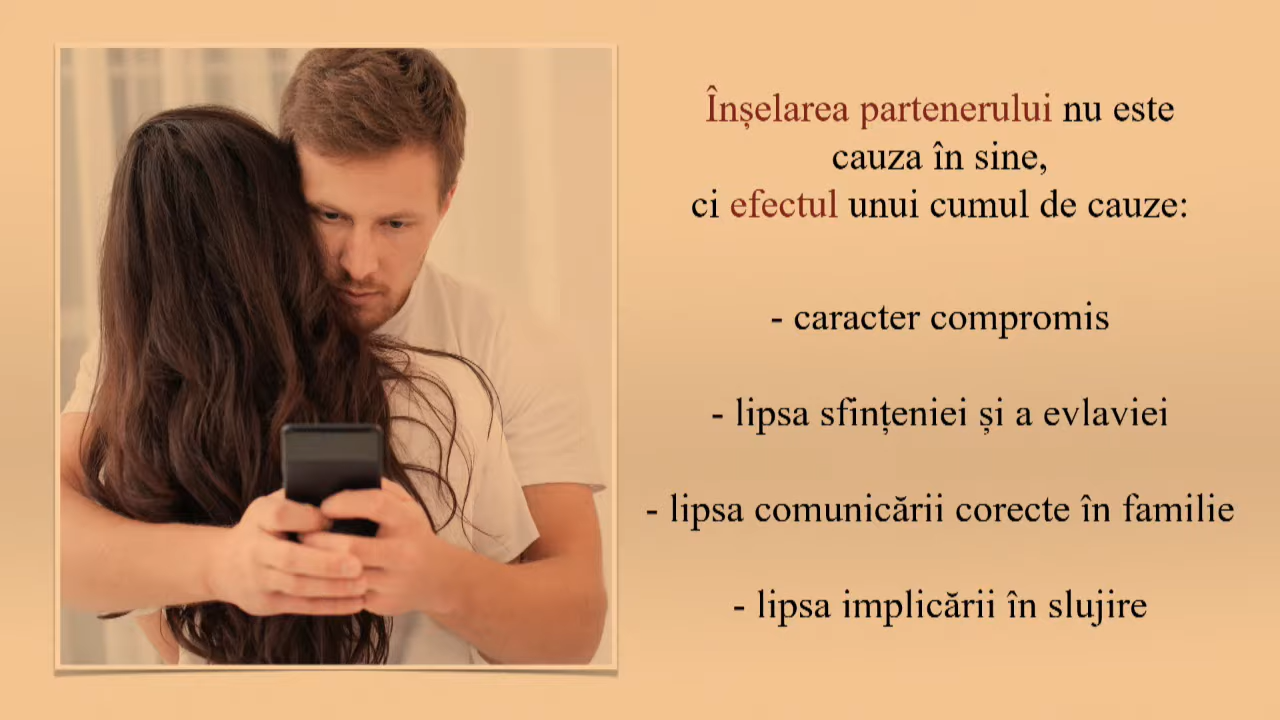 Înșelarea partenerului nu este
cauza în sine,
ci efectul unui cumul de cauze:
- caracter compromis
- lipsa sfințeniei și a evlaviei
- lipsa comunicării corecte în familie
- lipsa implicării în slujire